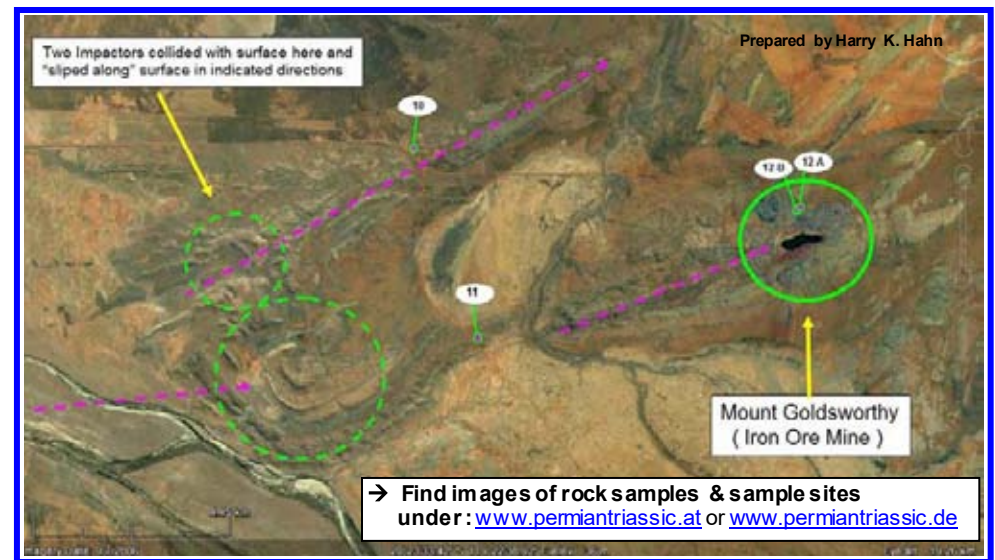 Prepared by Harry K. Hahn
Two Impactors collided with surface here and
"sliped along" surface in indicated directions
10
12 B
12 A
11
Mount Goldsworthy
( Iron Ore Mine )
→ Find images of rock samples & sample sites
under : www.permiantriassic.at or www.permiantriassic.de